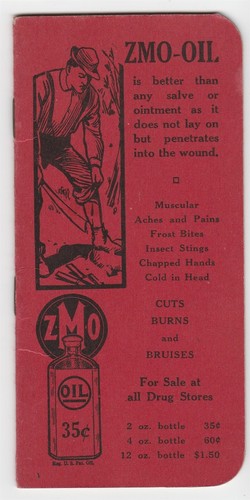 ZMO-OIL
is better than
any salve or
ointment as it
does not lay on
but penetrates
into the wound.
Muscular
Aches and Pains
Frost Bites
Insect Stings
Chapped Hands
Cold in Head
CUTS
BURNS
and
BRUISES
For Sale at
all Drug Stores
2 oz. bottle 35¢
4 oz. bottle 60¢
12 oz. bottle $1.50
ZMO
OIL
35¢